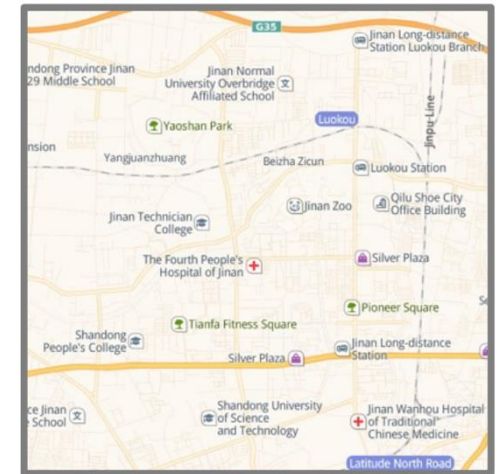 G35
Jinan Long-distance
Station Luokou Branch
ndong Province Jinan
29 Middle School
Jinan Normal
University Overbridge
Affiliated School
文
Yaoshan Park
Luokou
Jinpu Line
nsion
Yangjuanzhuang
Beizha Zicun
Luokou Station
Jinan Zoo
Qilu Shoe City
Office Building
Jinan Technician
College
The Fourth People's
Hospital of Jinan
Silver Plaza
Pioneer Square
Tianfa Fitness Square
Shandong
People's College
Jinan Long-distance
Station
Silver Plaza
ce Jinan
School
文
Shandong University
of Science
and Technology
Jinan Wanhou Hospital
of Traditional
Chinese Medicine
Latitude North Road